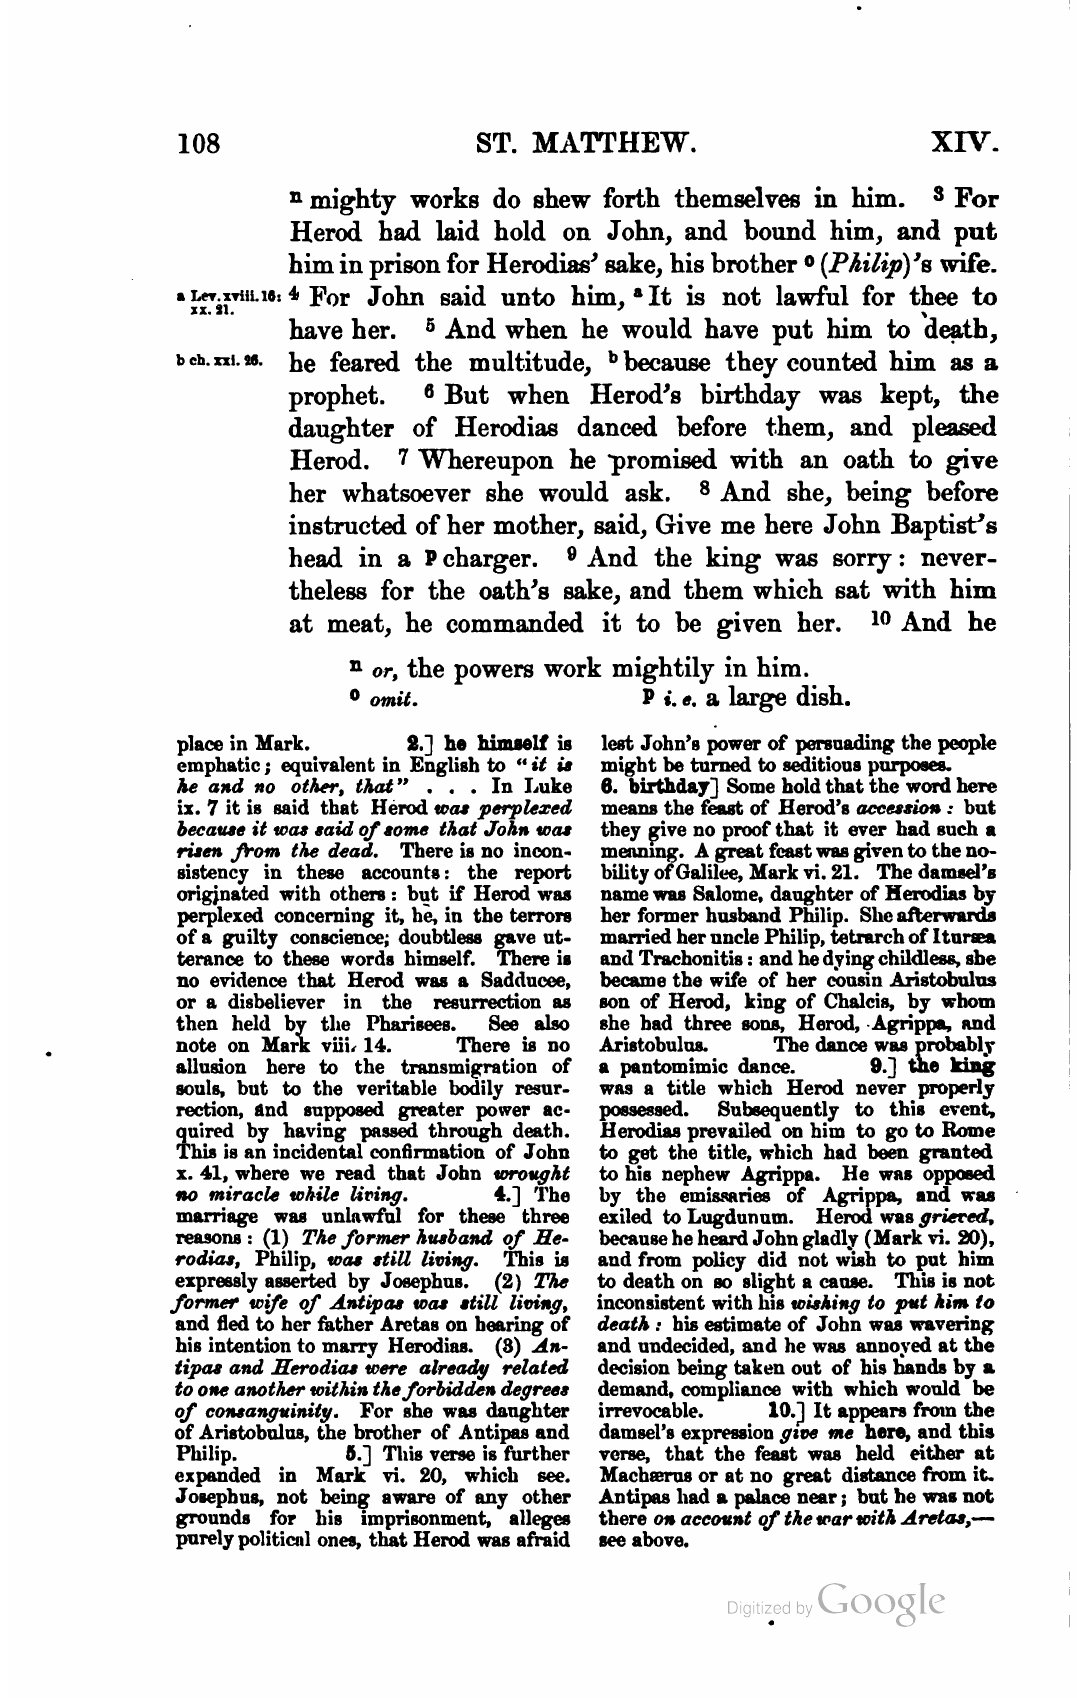 108 ST. MATTHEW. XIV.
n mighty works do shew forth themselves in him. 3 For
Herod had laid hold on John, and bound him, and put
him in prison for Herodias’ sake, his brother o (Philip)’s wife.
a Lev. xviii. 16: xx. 21.
4 For John said unto him, a It is not lawful for thee to
have her. 5 And when he would have put him to death,
b ch. xxi. 26.
he feared the multitude, b because they counted him as a
prophet. 6 But when Herod’s birthday was kept, the
daughter of Herodias danced before them, and pleased
Herod. 7 Whereupon he promised with an oath to give
her whatsoever she would ask. 8 And she, being before
instructed of her mother, said, Give me here John Baptist’s
head in a p charger. 9 And the king was sorry: never-
theless for the oath’s sake, and them which sat with him
at meat, he commanded it to be given her. 10 And he
n or, the powers work mightily in him.
o omit. p i. e. a large dish.
place in Mark. 2.] he himself is
emphatic; equivalent in English to “it is
he and no other, that” . . . In Luke
ix. 7 it is said that Herod was perplexed
because it was said of some that John was
risen from the dead. There is no incon-
sistency in these accounts: the report
originated with others: but if Herod was
perplexed concerning it, he, in the terrors
of a guilty conscience; doubtless gave ut-
terance to these words himself. There is
no evidence that Herod was a Sadducee,
or a disbeliever in the resurrection as
then held by the Pharisees. See also
note on Mark viii. 14. There is no
allusion here to the transmigration of
souls, but to the veritable bodily resur-
rection, and supposed greater power ac-
quired by having passed through death.
This is an incidental confirmation of John
x. 41, where we read that John wrought
no miracle while living. 4.] The
marriage was unlawful for these three
reasons: (1) The former husband of He-
rodias, Philip, was still living. This is
expressly asserted by Josephus. (2) The
former wife of Antipas was still living,
and fled to her father Aretas on hearing of
his intention to marry Herodias. (3) An-
tipas and Herodias were already related
to one another within the forbidden degrees
of consanguinity. For she was daughter
of Aristobulus, the brother of Antipas and
Philip. 5.] This verse is further
expanded in Mark vi. 20, which see.
Josephus, not being aware of any other
grounds for his imprisonment, alleges
purely political ones, that Herod was afraid
lest John’s power of persuading the people
might be turned to seditious purposes.
6. birthday] Some hold that the word here
means the feast of Herod’s accession: but
they give no proof that it ever had such a
meaning. A great feast was given to the no-
bility of Galilee, Mark vi. 21. The damsel’s
name was Salome, daughter of Herodias by
her former husband Philip. She afterwards
married her uncle Philip, tetrarch of Ituræa
and Trachonitis: and he dying childless, she
became the wife of her cousin Aristobulus
son of Herod, king of Chalcis, by whom
she had three sons, Herod, Agrippa, and
Aristobulus. The dance was probably
a pantomimic dance. 9.] the king
was a title which Herod never properly
possessed. Subsequently to this event,
Herodias prevailed on him to go to Rome
to get the title, which had been granted
to his nephew Agrippa. He was opposed
by the emissaries of Agrippa, and was
exiled to Lugdunum. Herod was grieved,
because he heard John gladly (Mark vi. 20),
and from policy did not wish to put him
to death on so slight a cause. This is not
inconsistent with his wishing to put him to
death: his estimate of John was wavering
and undecided, and he was annoyed at the
decision being taken out of his hands by a
demand, compliance with which would be
irrevocable. 10.] It appears from the
damsel’s expression give me here, and this
verse, that the feast was held either at
Machærus or at no great distance from it.
Antipas had a palace near; but he was not
there on account of the war with Aretas,—
see above.
Digitized by Google